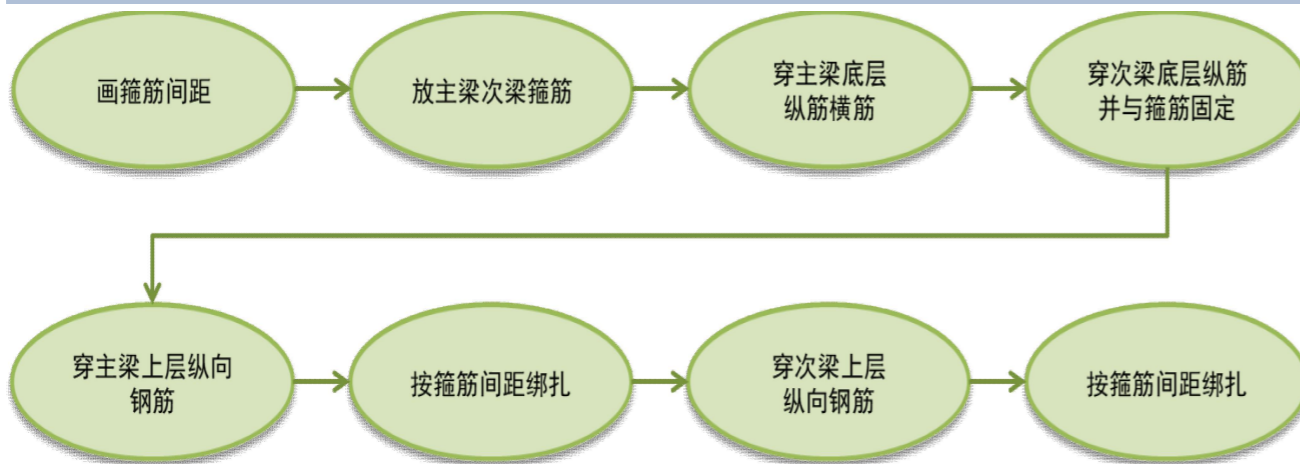 画箍筋间距
放主梁次梁箍筋
穿主梁底层
纵筋横筋
穿次梁底层纵筋
并与箍筋固定
穿主梁上层纵向
钢筋
按箍筋间距绑扎
穿次梁上层
纵向钢筋
按箍筋间距绑扎